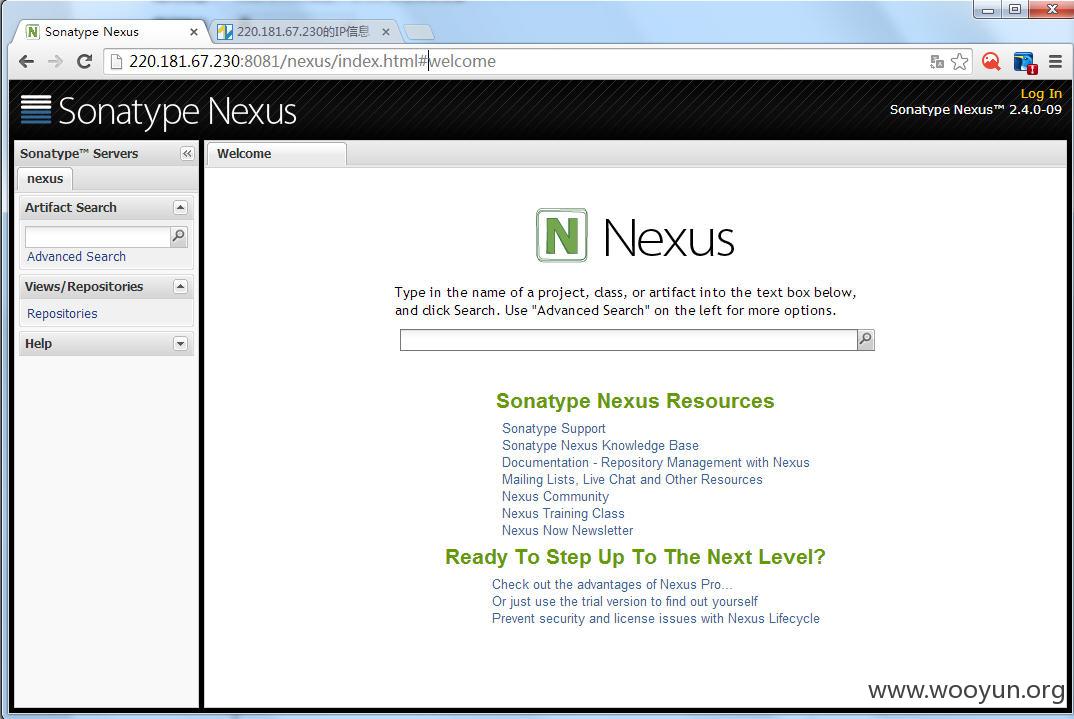 Sonatype Nexus
220.181.67.230的IP信息
220.181.67.230:8081/nexus/index.html#welcome
Sonatype Nexus
Log In
Sonatype Nexus™ 2.4.0-09
Sonatype™ Servers
Welcome
nexus
Artifact Search
Advanced Search
Views/Repositories
Repositories
Help
N Nexus
Type in the name of a project, class, or artifact into the text box below,
and click Search. Use "Advanced Search" on the left for more options.
Sonatype Nexus Resources
Sonatype Support
Sonatype Nexus Knowledge Base
Documentation - Repository Management with Nexus
Mailing Lists, Live Chat and Other Resources
Nexus Community
Nexus Training Class
Nexus Now Newsletter
Ready To Step Up To The Next Level?
Check out the advantages of Nexus Pro...
Or just use the trial version to find out yourself
Prevent security and license issues with Nexus Lifecycle
www.wooyun.org